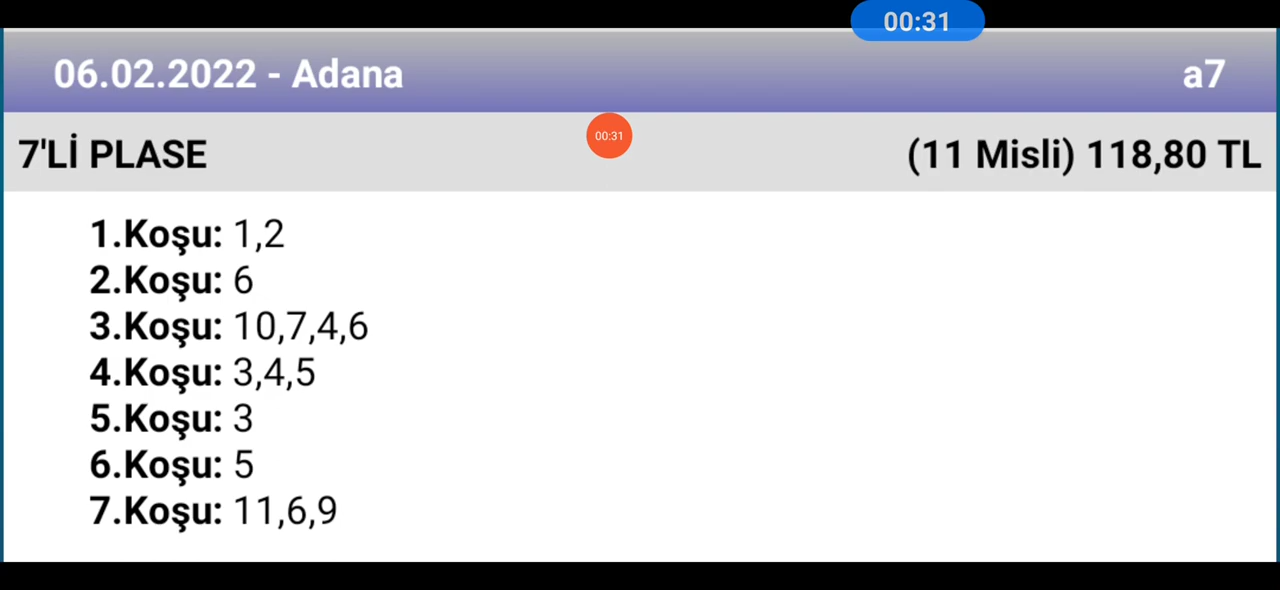 00:31
06.02.2022 - Adana a7
00:31
7'Lİ PLASE (11 Misli) 118,80 TL
1.Koşu: 1,2
2.Koşu: 6
3.Koşu: 10,7,4,6
4.Koşu: 3,4,5
5.Koşu: 3
6.Koşu: 5
7.Koşu: 11,6,9